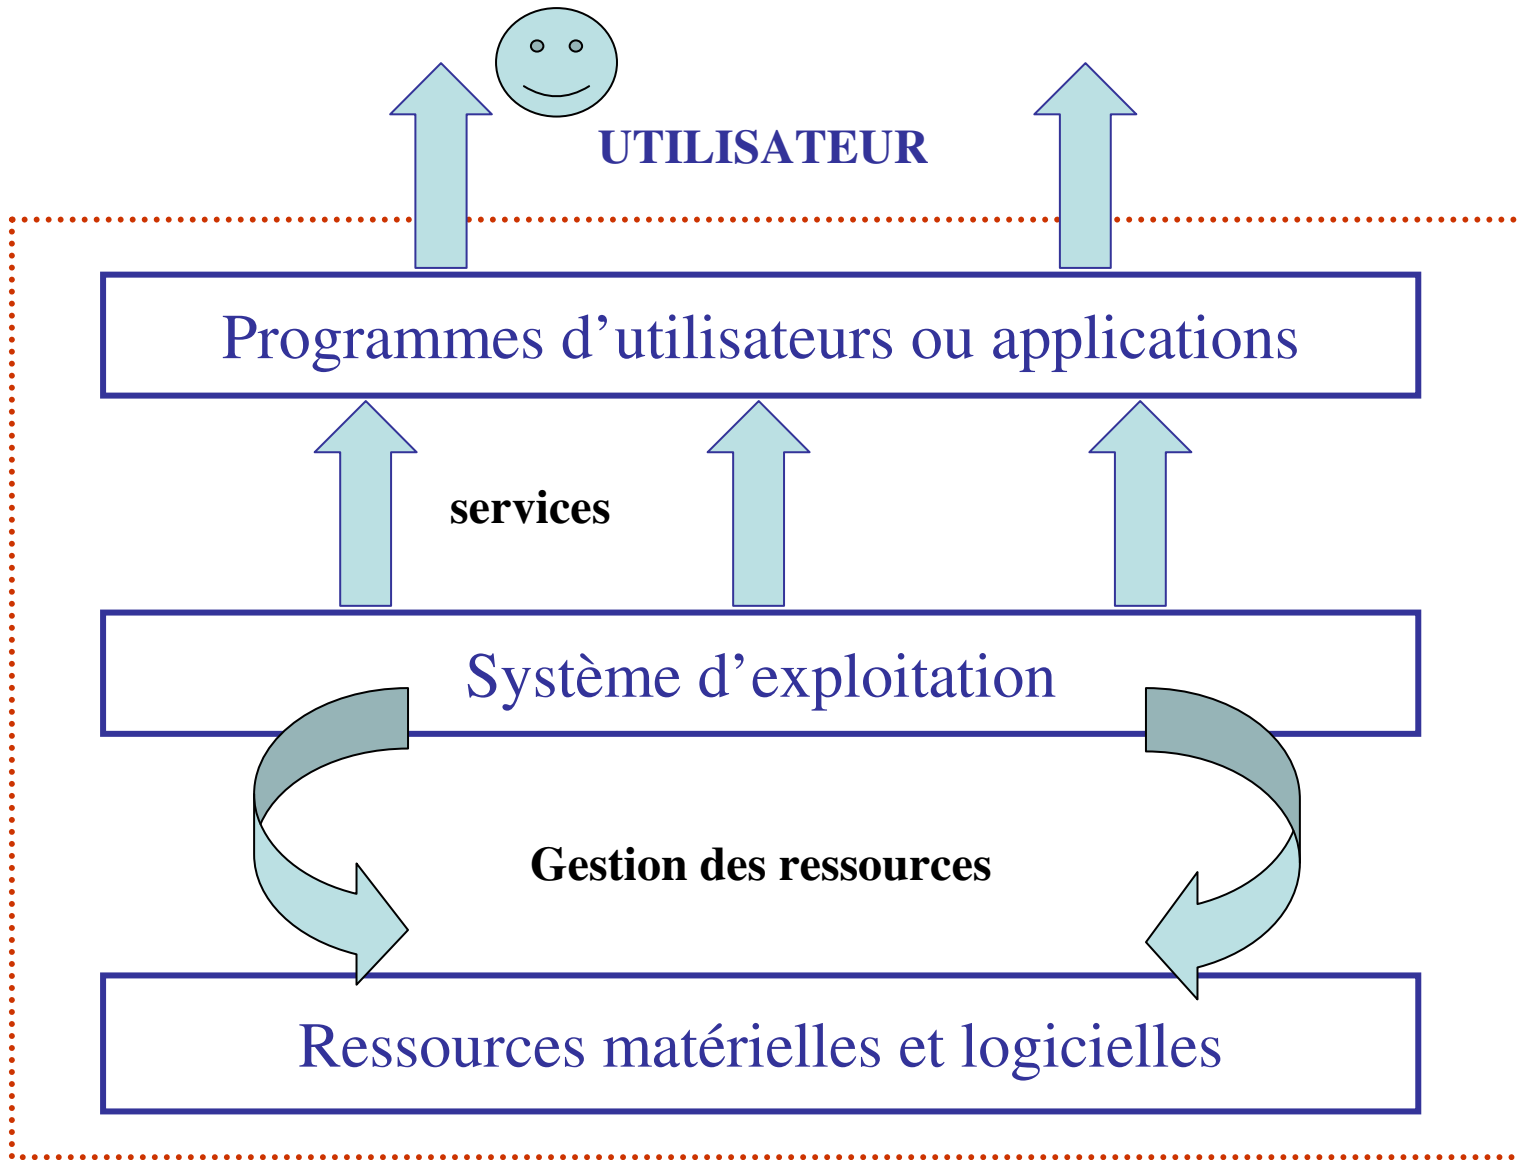 UTILISATEUR
Programmes d’utilisateurs ou applications
services
Système d’exploitation
Gestion des ressources
Ressources matérielles et logicielles